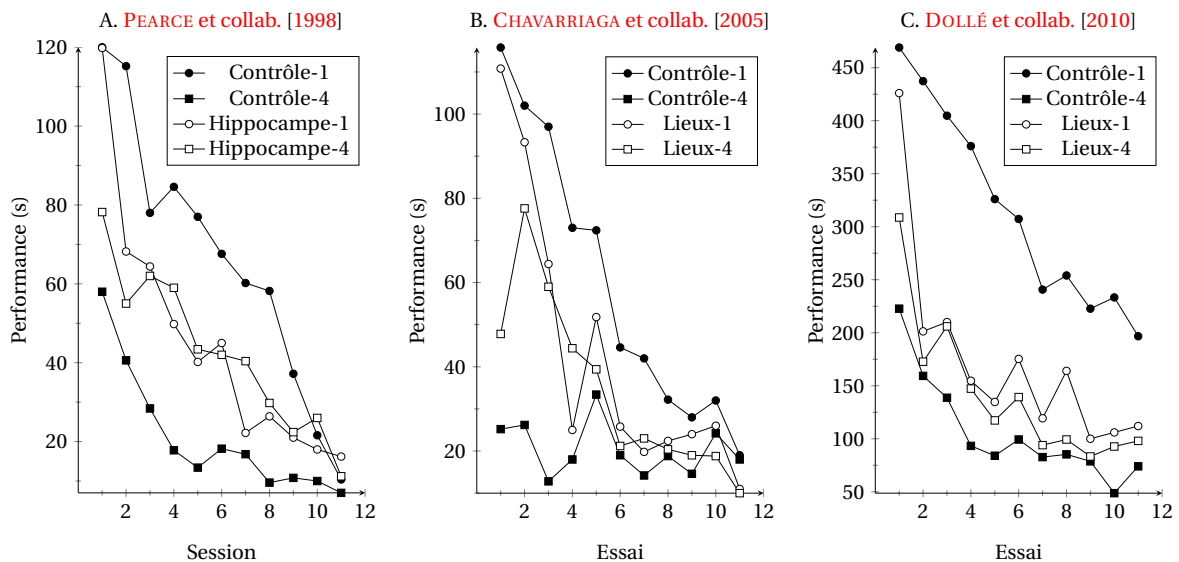 A. PEARCE et collab. [1998]
Contrôle-1
Contrôle-4
Hippocampe-1
Hippocampe-4
Performance (s)
120
100
80
60
40
20
2 4 6 8 10 12
Session
B. CHAVARRIAGA et collab. [2005]
Contrôle-1
Contrôle-4
Lieux-1
Lieux-4
Performance (s)
100
80
60
40
20
2 4 6 8 10 12
Essai
C. DOLLÉ et collab. [2010]
Contrôle-1
Contrôle-4
Lieux-1
Lieux-4
Performance (s)
450
400
350
300
250
200
150
100
50
2 4 6 8 10 12
Essai